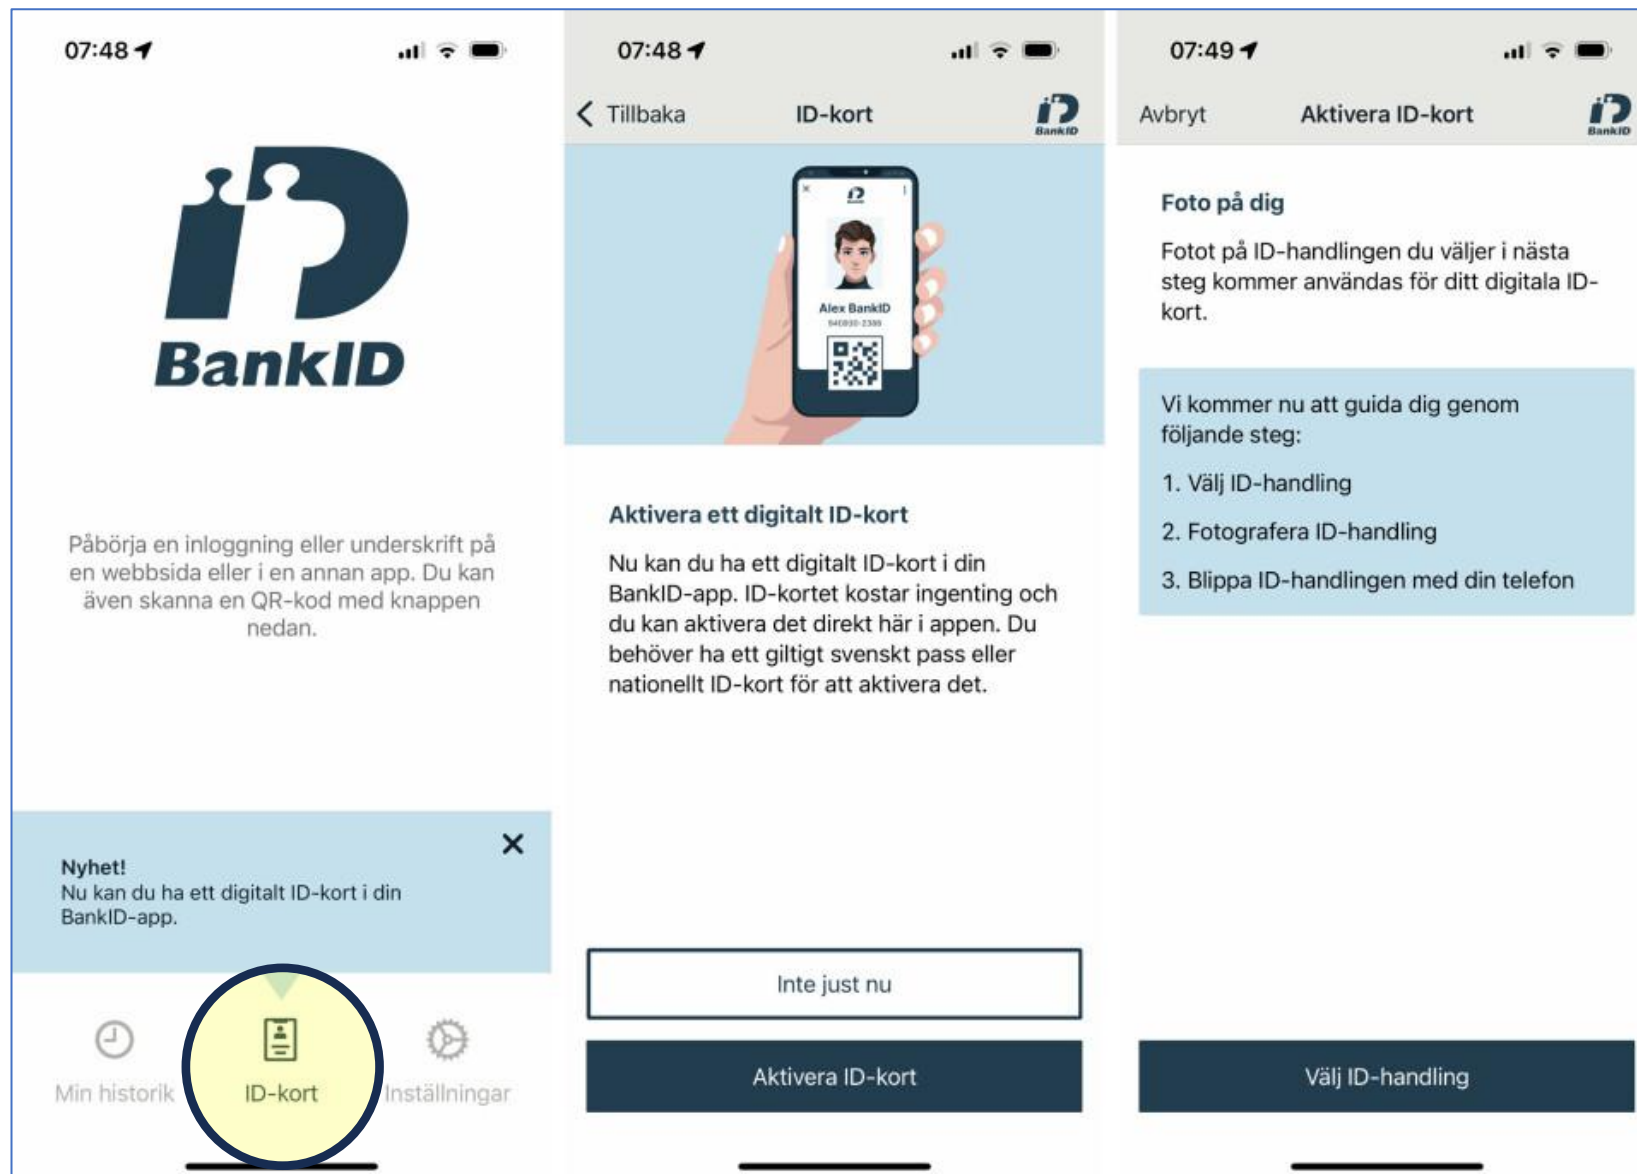 07:48
BankID
Påbörja en inloggning eller underskrift på
en webbsida eller i en annan app. Du kan
även skanna en QR-kod med knappen
nedan.
Nyhet!
Nu kan du ha ett digitalt ID-kort i din
BankID-app.
Min historik
ID-kort
Inställningar
07:48
Tillbaka
ID-kort
BankID
Alex BankID
Aktivera ett digitalt ID-kort
Nu kan du ha ett digitalt ID-kort i din
BankID-app. ID-kortet kostar ingenting och
du kan aktivera det direkt här i appen. Du
behöver ha ett giltigt svenskt pass eller
nationellt ID-kort för att aktivera det.
Inte just nu
Aktivera ID-kort
07:49
Avbryt
Aktivera ID-kort
BankID
Foto på dig
Fotot på ID-handlingen du väljer i nästa
steg kommer användas för ditt digitala ID-
kort.
Vi kommer nu att guida dig genom
följande steg:
1. Välj ID-handling
2. Fotografera ID-handling
3. Blippa ID-handlingen med din telefon
Välj ID-handling